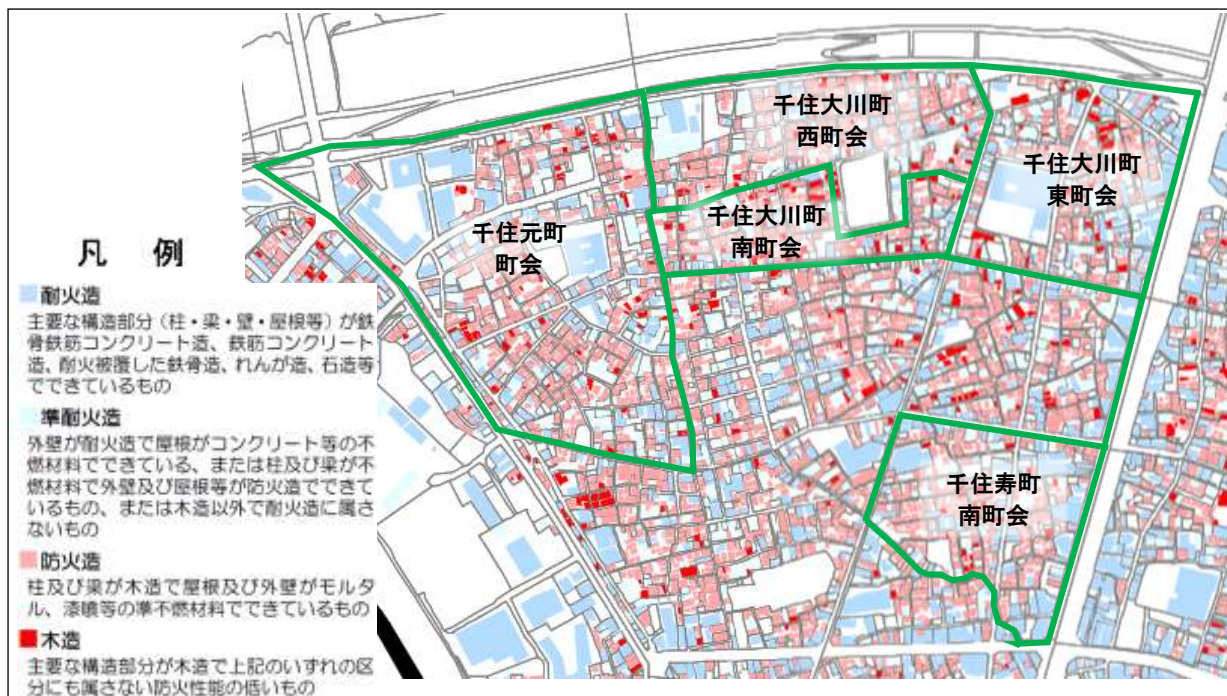 凡 例
耐火造
主要な構造部分（柱・梁・壁・屋根等）が鉄
骨鉄筋コンクリート造、鉄筋コンクリート
造、耐火被覆した鉄骨造、れんが造、石造等
でできているもの
準耐火造
外壁が耐火造で屋根がコンクリート等の不
燃材料でできている、または柱及び梁が不
燃材料で外壁及び屋根等が防火造でできて
いるもの、または木造以外で耐火造に属さ
ないもの
防火造
柱及び梁が木造で屋根及び外壁がモルタ
ル、漆喰等の準不燃材料でできているもの
木造
主要な構造部分が木造で上記のいずれの区
分にも属さない防火性能の低いもの
千住大川町
西町会
千住大川町
東町会
千住大川町
南町会
千住元町
町会
千住寿町
南町会